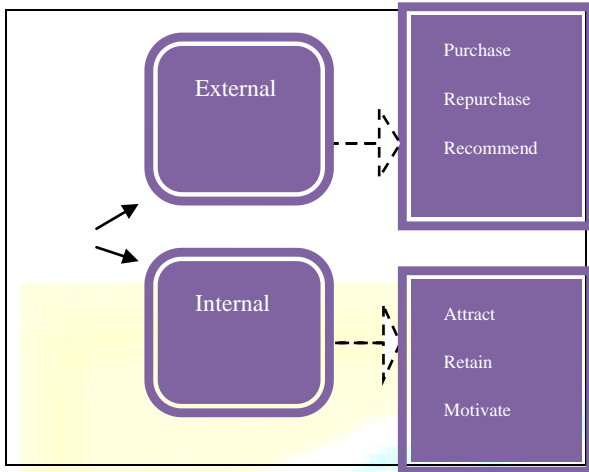 External
Purchase
Repurchase
Recommend
Internal
Attract
Retain
Motivate